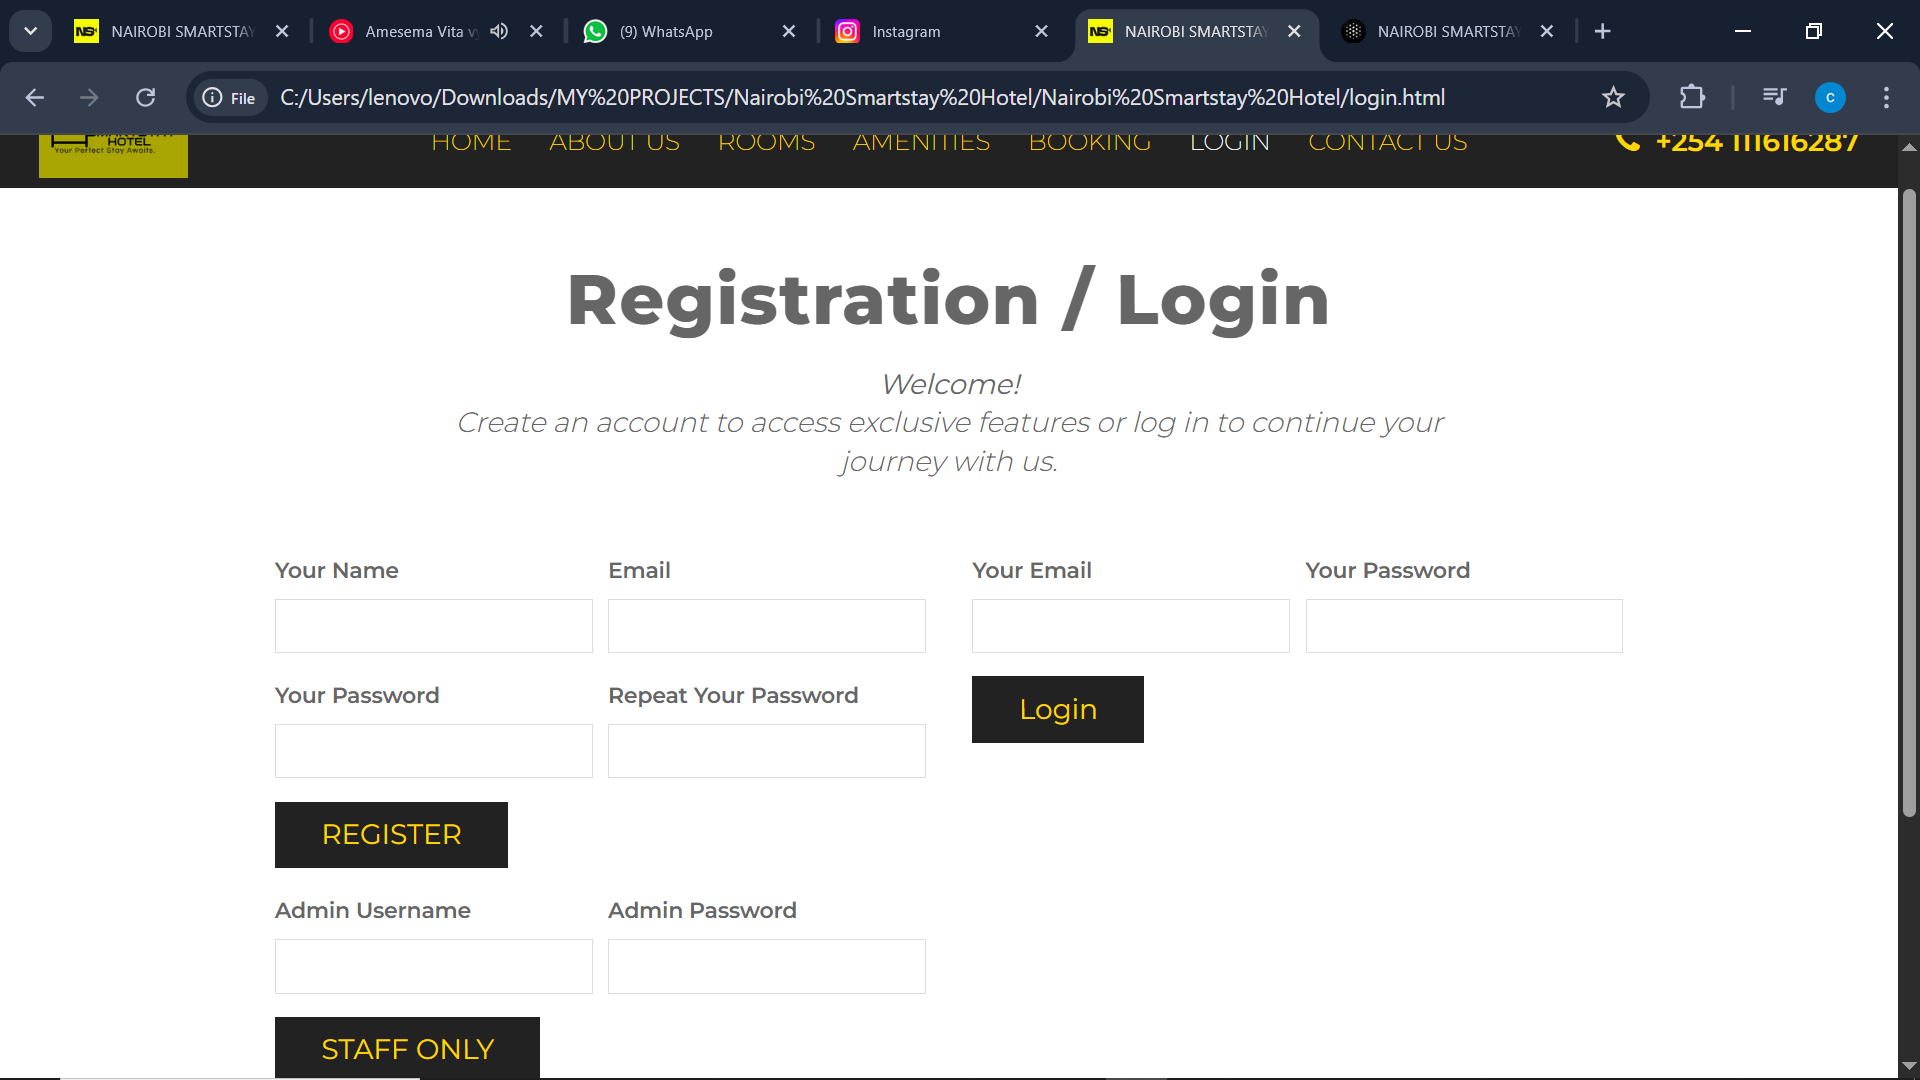 NAIROBI SMARTSTAY
Amesema Vita vy
(9) WhatsApp
Instagram
NAIROBI SMARTSTAY
NAIROBI SMARTSTAY
File
C:/Users/lenovo/Downloads/MY%20PROJECTS/Nairobi%20Smartstay%20Hotel/Nairobi%20Smartstay%20Hotel/login.html
C
HOTEL
Your Perfect Stay Awaits.
HOME
ABOUT US
ROOMS
AMENITIES
BOOKING
LOGIN
CONTACT US
+254 111616287
Registration / Login
Welcome!
Create an account to access exclusive features or log in to continue your
journey with us.
Your Name
Email
Your Email
Your Password
Your Password
Repeat Your Password
Login
REGISTER
Admin Username
Admin Password
STAFF ONLY